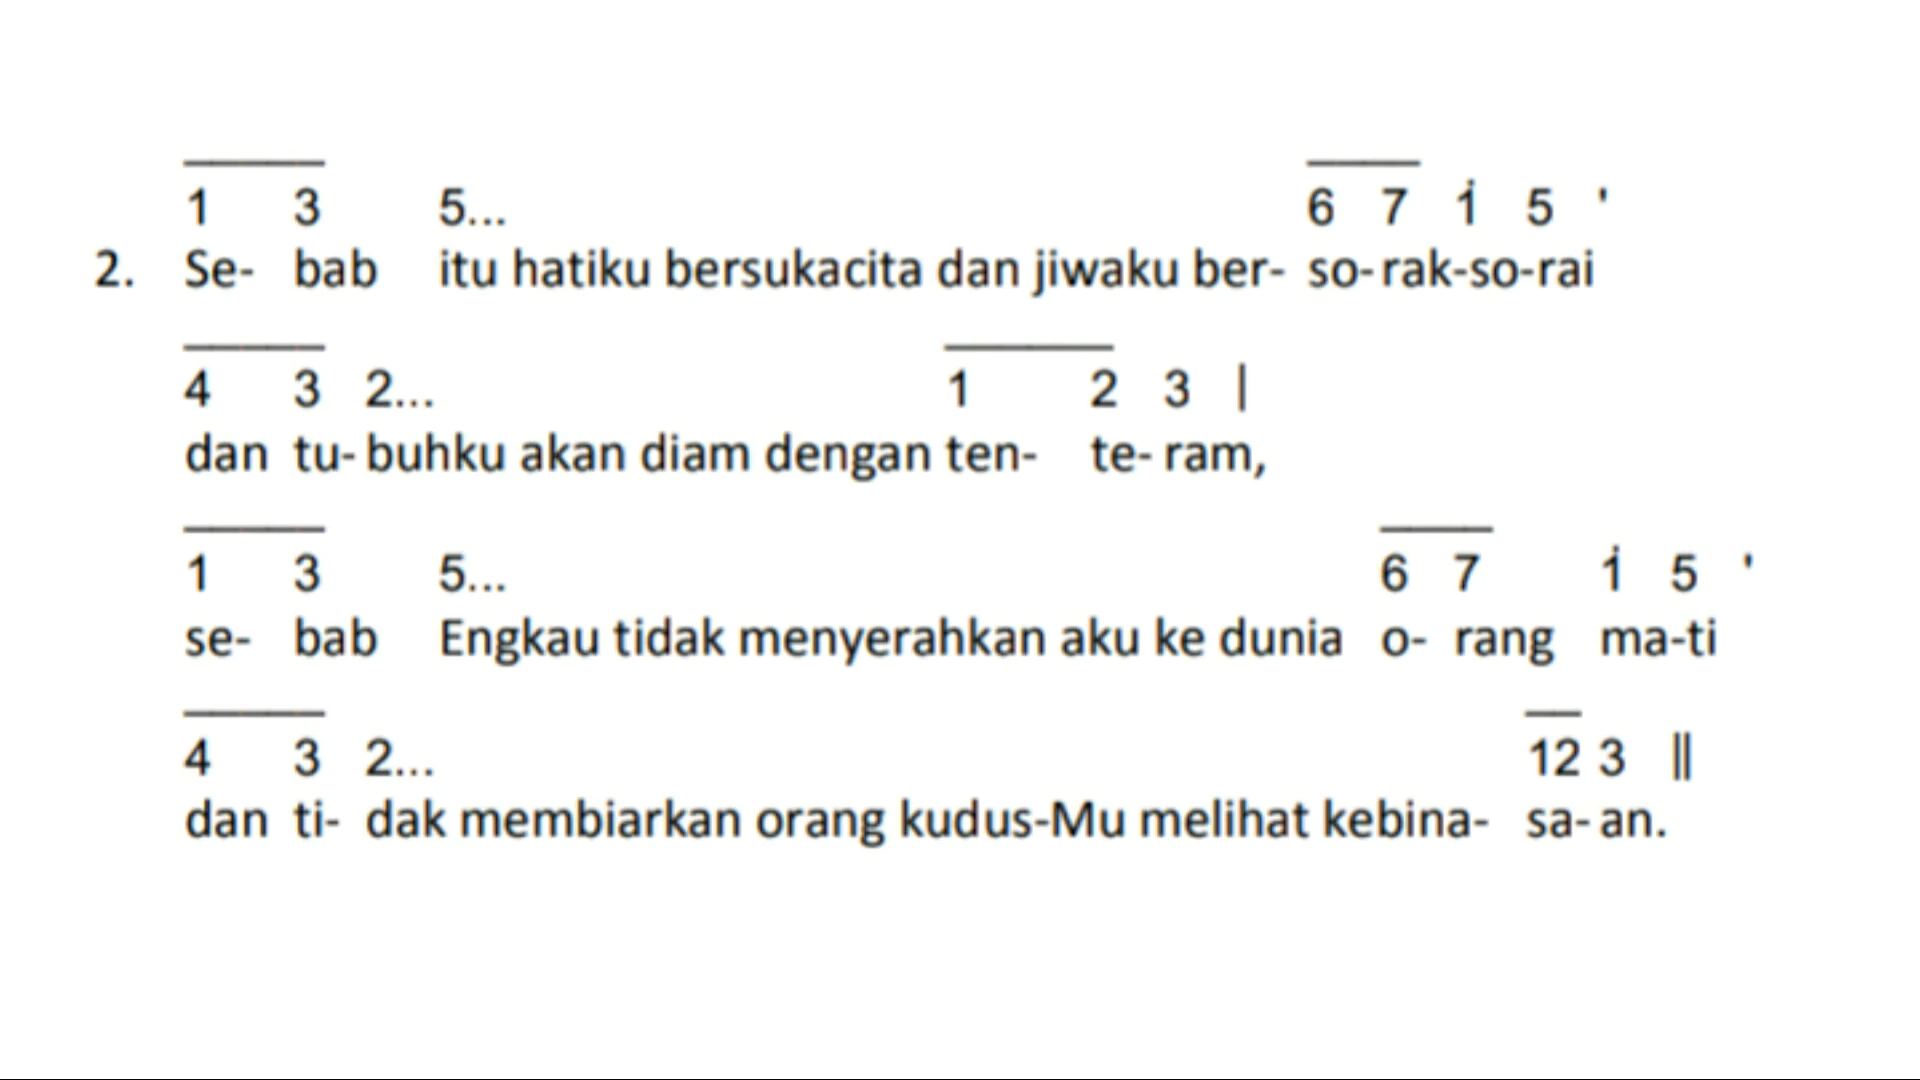 1 3 5... 6 7 1̇ 5 '
2. Se- bab itu hatiku bersukacita dan jiwaku ber- so- rak-so-rai
4 3 2... 1 2 3 |
dan tu- buhku akan diam dengan ten- te- ram,
1 3 5... 6 7 1̇ 5 '
se- bab Engkau tidak menyerahkan aku ke dunia o- rang ma-ti
4 3 2... 12 3 ||
dan ti- dak membiarkan orang kudus-Mu melihat kebina- sa- an.